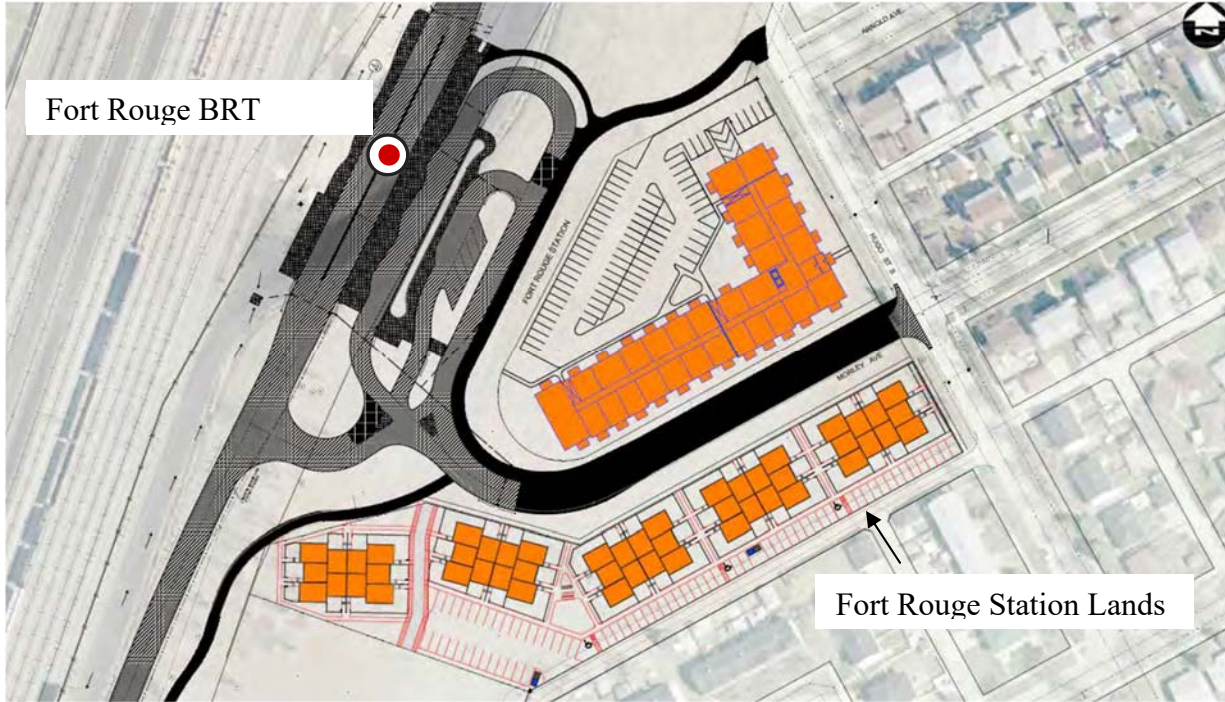 ARNOLD AVE.
Fort Rouge BRT
N
FORT ROUGE STATION
HUGO ST S
MORLEY AVE
Fort Rouge Station Lands